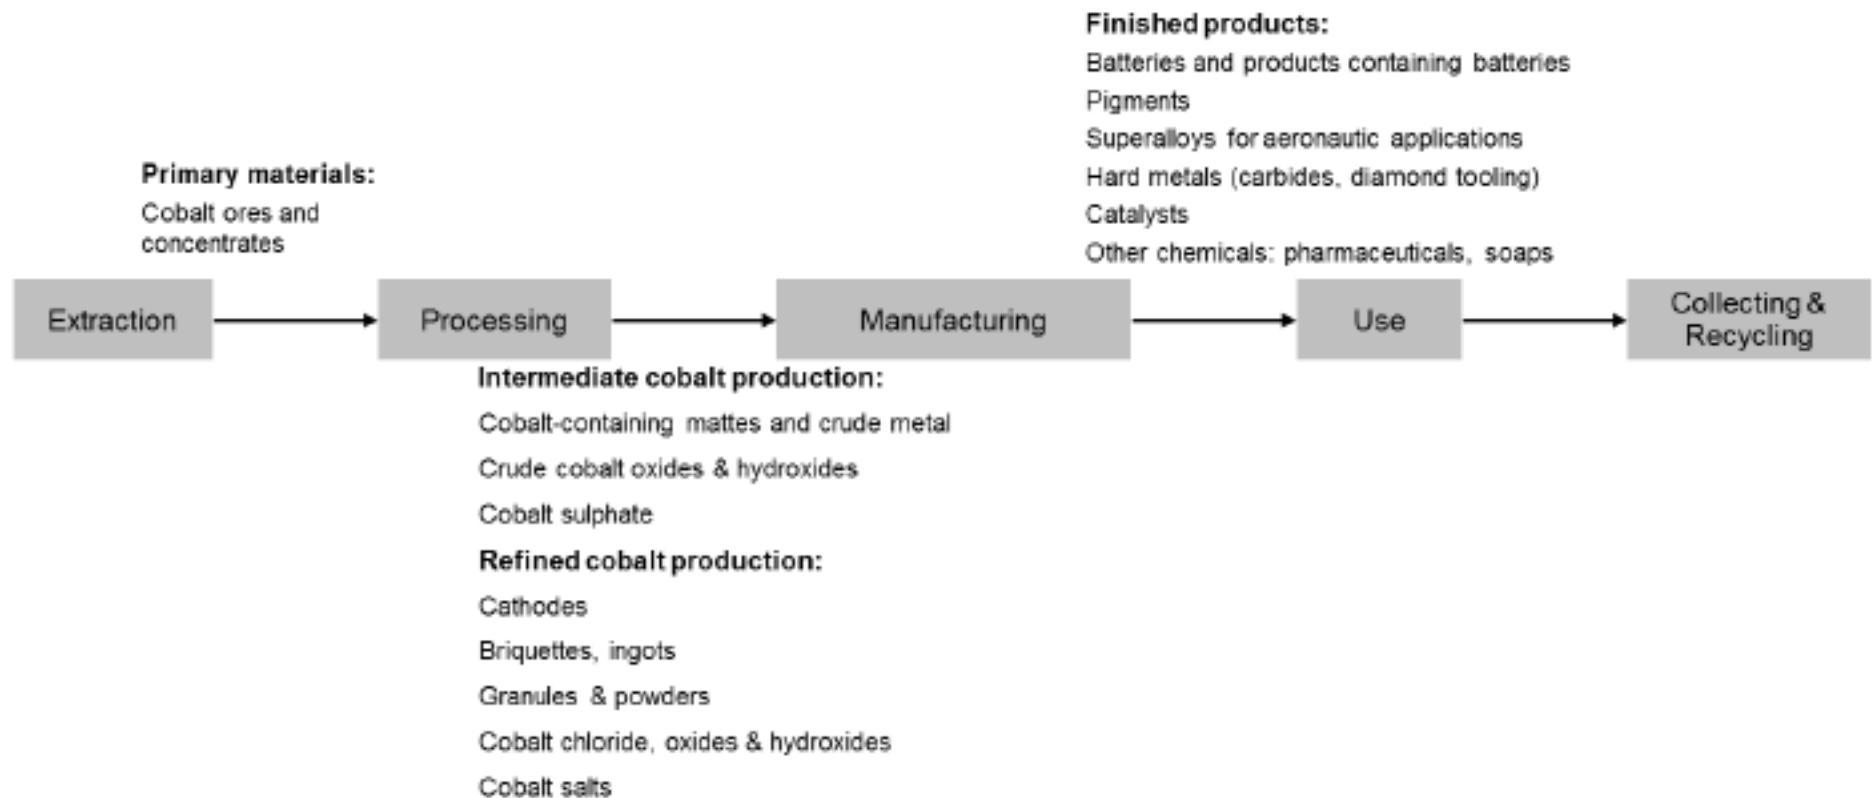 Finished products:
Batteries and products containing batteries
Pigments
Superalloys for aeronautic applications
Hard metals (carbides, diamond tooling)
Catalysts
Other chemicals: pharmaceuticals, soaps
Primary materials:
Cobalt ores and
concentrates
Extraction
Processing
Manufacturing
Use
Collecting &
Recycling
Intermediate cobalt production:
Cobalt-containing mattes and crude metal
Crude cobalt oxides & hydroxides
Cobalt sulphate
Refined cobalt production:
Cathodes
Briquettes, ingots
Granules & powders
Cobalt chloride, oxides & hydroxides
Cobalt salts